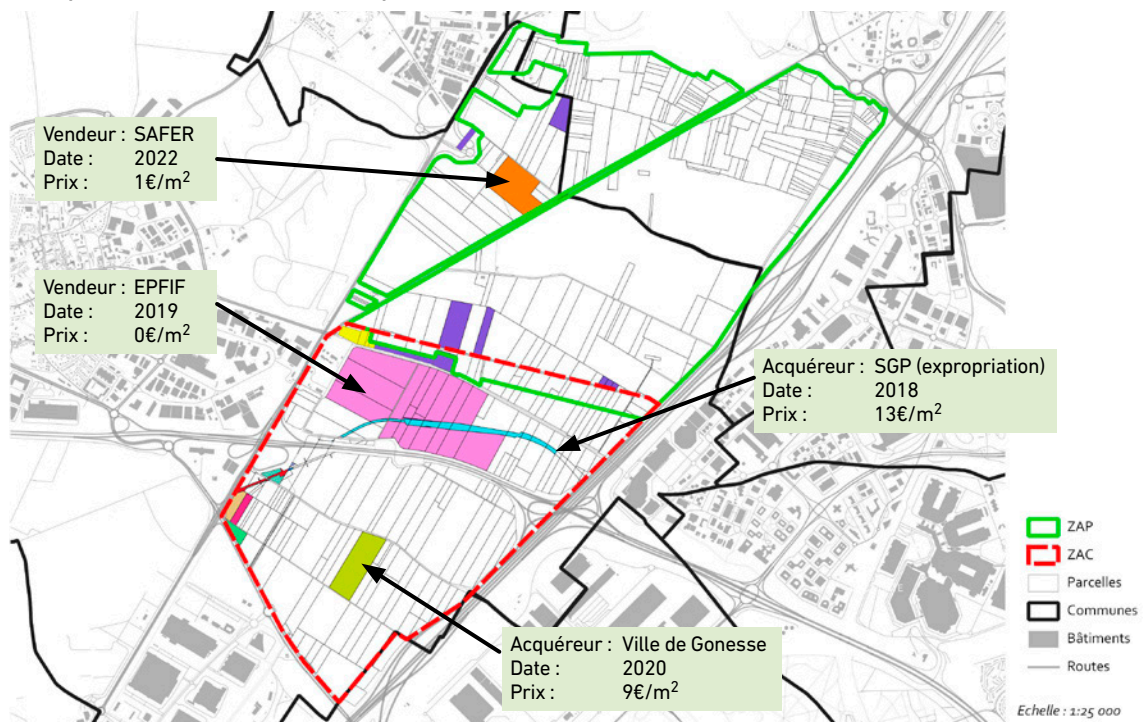 Vendeur : SAFER
Date : 2022
Prix : 1€/m²
Vendeur : EPFIF
Date : 2019
Prix : 0€/m²
Acquéreur : SGP (expropriation)
Date : 2018
Prix : 13€/m²
Acquéreur : Ville de Gonesse
Date : 2020
Prix : 9€/m²
ZAP
ZAC
Parcelles
Communes
Bâtiments
Routes
Echelle : 1:25 000